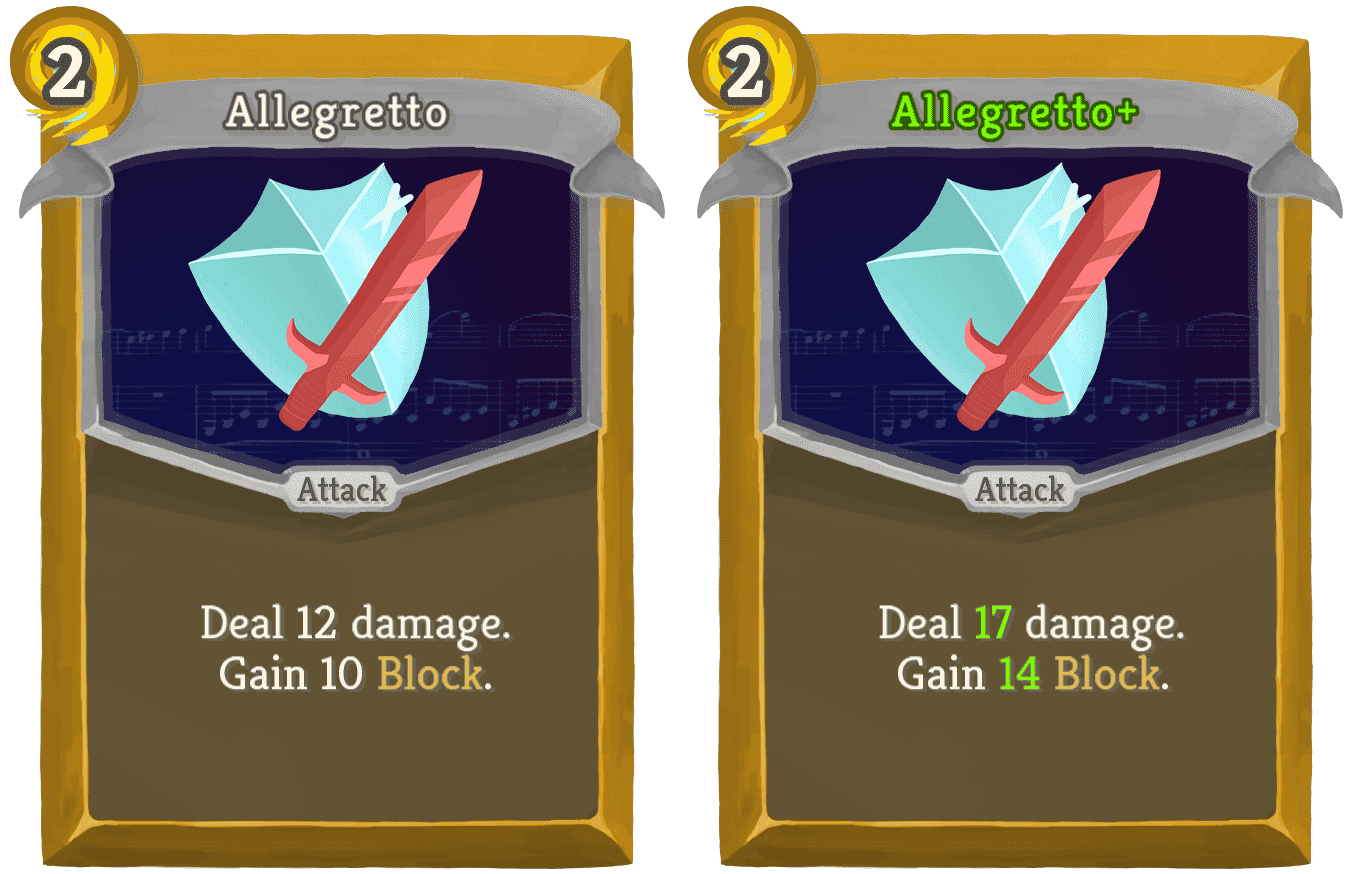 2
Allegretto
Attack
Deal 12 damage.
Gain 10 Block.
2
Allegretto+
Attack
Deal 17 damage.
Gain 14 Block.